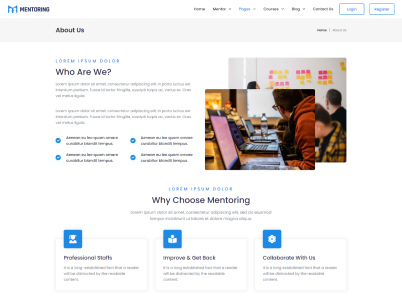 MENTORING
Home Mentor Pages Courses Blog Contact Us Login Register
About Us
Home | About Us
LOREM IPSUM DOLOR
Who Are We?
Lorem ipsum dolor sit amet, consectetur adipiscing elit in porta luctus est
interdum pretium. Fusce id tortor fringilla, suscipit turpis ac, varius ex. Cras
vel metus ligula.
Lorem ipsum dolor sit amet, consectetur adipiscing elit in porta luctus est
interdum pretium. Fusce id tortor fringilla, suscipit turpis ac, varius ex. Cras
vel metus ligula.
Aenean eu leo quam ornare
curabitur blandit tempus.
Aenean eu leo quam ornare
curabitur blandit tempus.
Aenean eu leo quam ornare
curabitur blandit tempus.
Aenean eu leo quam ornare
curabitur blandit tempus.
LOREM IPSUM DOLOR
Why Choose Mentoring
Lorem ipsum dolor sit amet, consectetur adipiscing elit, sed do eiusmod
tempor incididunt ut labore et dolore magna aliqua.
Professional Staffs
It is a long-established fact that a reader
will be distracted by the readable
content.
Improve & Get Back
It is a long-established fact that a reader
will be distracted by the readable
content.
Collaborate With Us
It is a long-established fact that a reader
will be distracted by the readable
content.